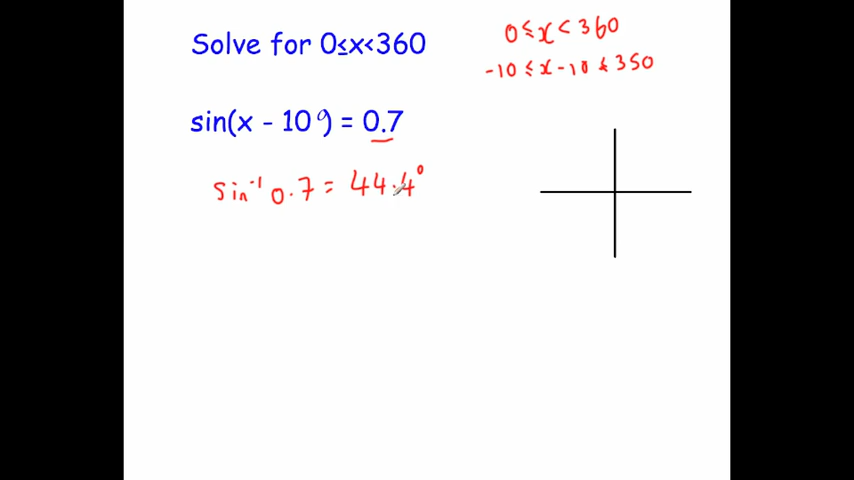 Solve for 0≤x<360
0 ≤ x < 360
-10 ≤ x - 10 < 350
sin(x - 10°) = 0.7
sin⁻¹ 0.7 = 44.4°